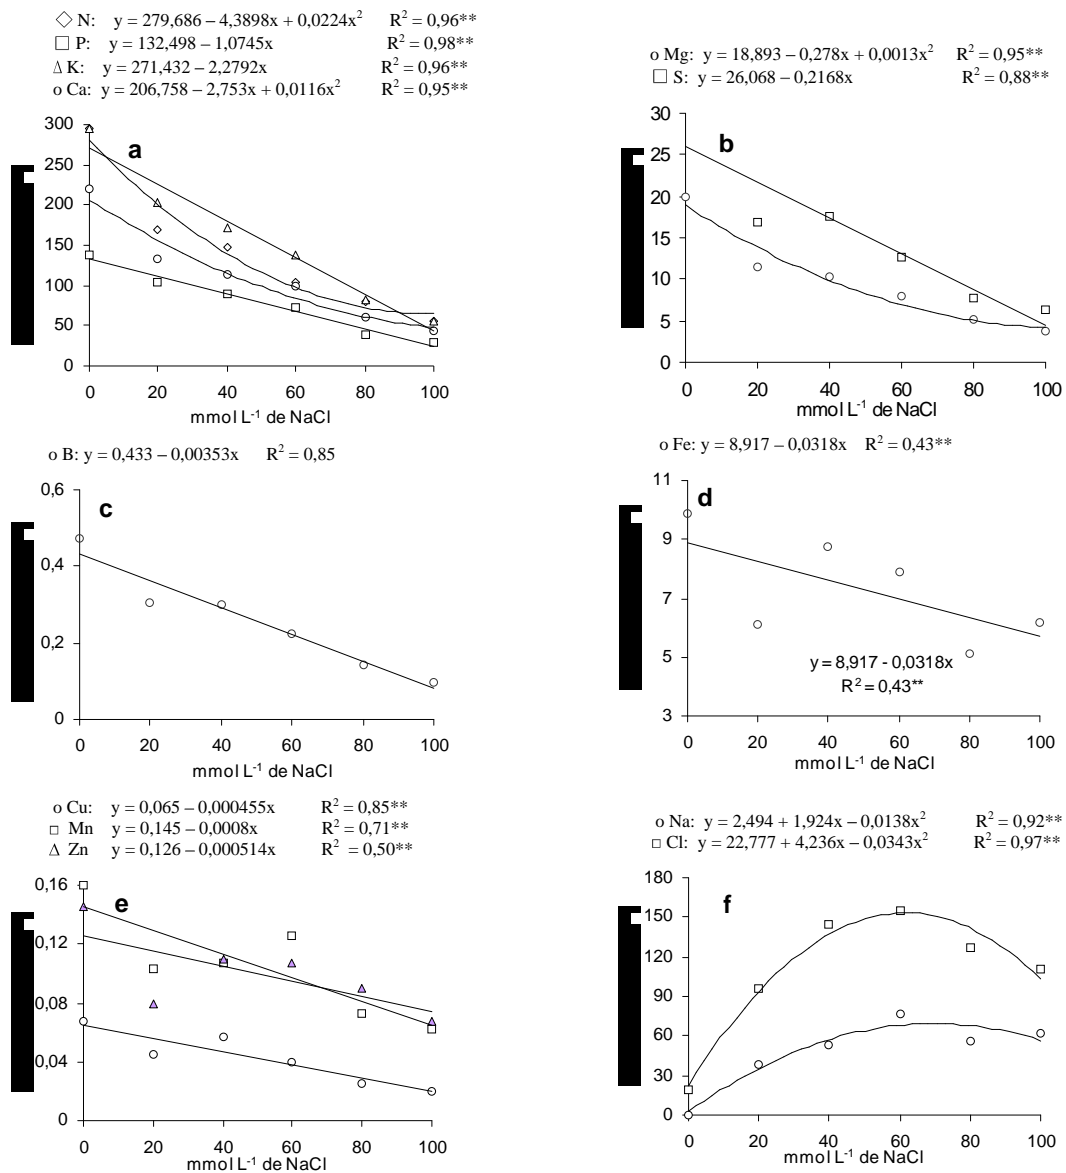 ◇ N: y = 279,686 – 4,3898x + 0,0224x² R² = 0,96**
□ P: y = 132,498 – 1,0745x R² = 0,98**
Δ K: y = 271,432 – 2,2792x R² = 0,96**
o Ca: y = 206,758 – 2,753x + 0,0116x² R² = 0,95**
a
300
250
200
150
100
50
0
0 20 40 60 80 100
mmol L⁻¹ de NaCl
o Mg: y = 18,893 – 0,278x + 0,0013x² R² = 0,95**
□ S: y = 26,068 – 0,2168x R² = 0,88**
b
30
25
20
15
10
5
0
0 20 40 60 80 100
mmol L⁻¹ de NaCl
o B: y = 0,433 – 0,00353x R² = 0,85
c
0,6
0,4
0,2
0
0 20 40 60 80 100
mmol L⁻¹ de NaCl
o Fe: y = 8,917 – 0,0318x R² = 0,43**
d
11
9
7
5
3
y = 8,917 - 0,0318x
R² = 0,43**
0 20 40 60 80 100
mmol L⁻¹ de NaCl
o Cu: y = 0,065 – 0,000455x R² = 0,85**
□ Mn y = 0,145 – 0,0008x R² = 0,71**
Δ Zn y = 0,126 – 0,000514x R² = 0,50**
e
0,16
0,12
0,08
0,04
0
0 20 40 60 80 100
mmol L⁻¹ de NaCl
o Na: y = 2,494 + 1,924x – 0,0138x² R² = 0,92**
□ Cl: y = 22,777 + 4,236x – 0,0343x² R² = 0,97**
f
180
150
120
90
60
30
0
0 20 40 60 80 100
mmol L⁻¹ de NaCl